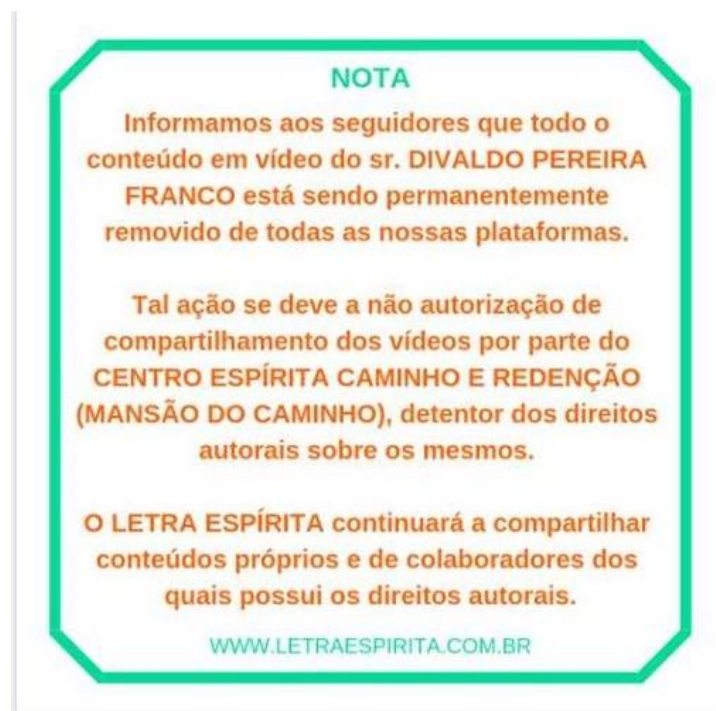 NOTA
Informamos aos seguidores que todo o
conteúdo em vídeo do sr. DIVALDO PEREIRA
FRANCO está sendo permanentemente
removido de todas as nossas plataformas.
Tal ação se deve a não autorização de
compartilhamento dos vídeos por parte do
CENTRO ESPÍRITA CAMINHO E REDENÇÃO
(MANSÃO DO CAMINHO), detentor dos direitos
autorais sobre os mesmos.
O LETRA ESPÍRITA continuará a compartilhar
conteúdos próprios e de colaboradores dos
quais possui os direitos autorais.
WWW.LETRAESPIRITA.COM.BR